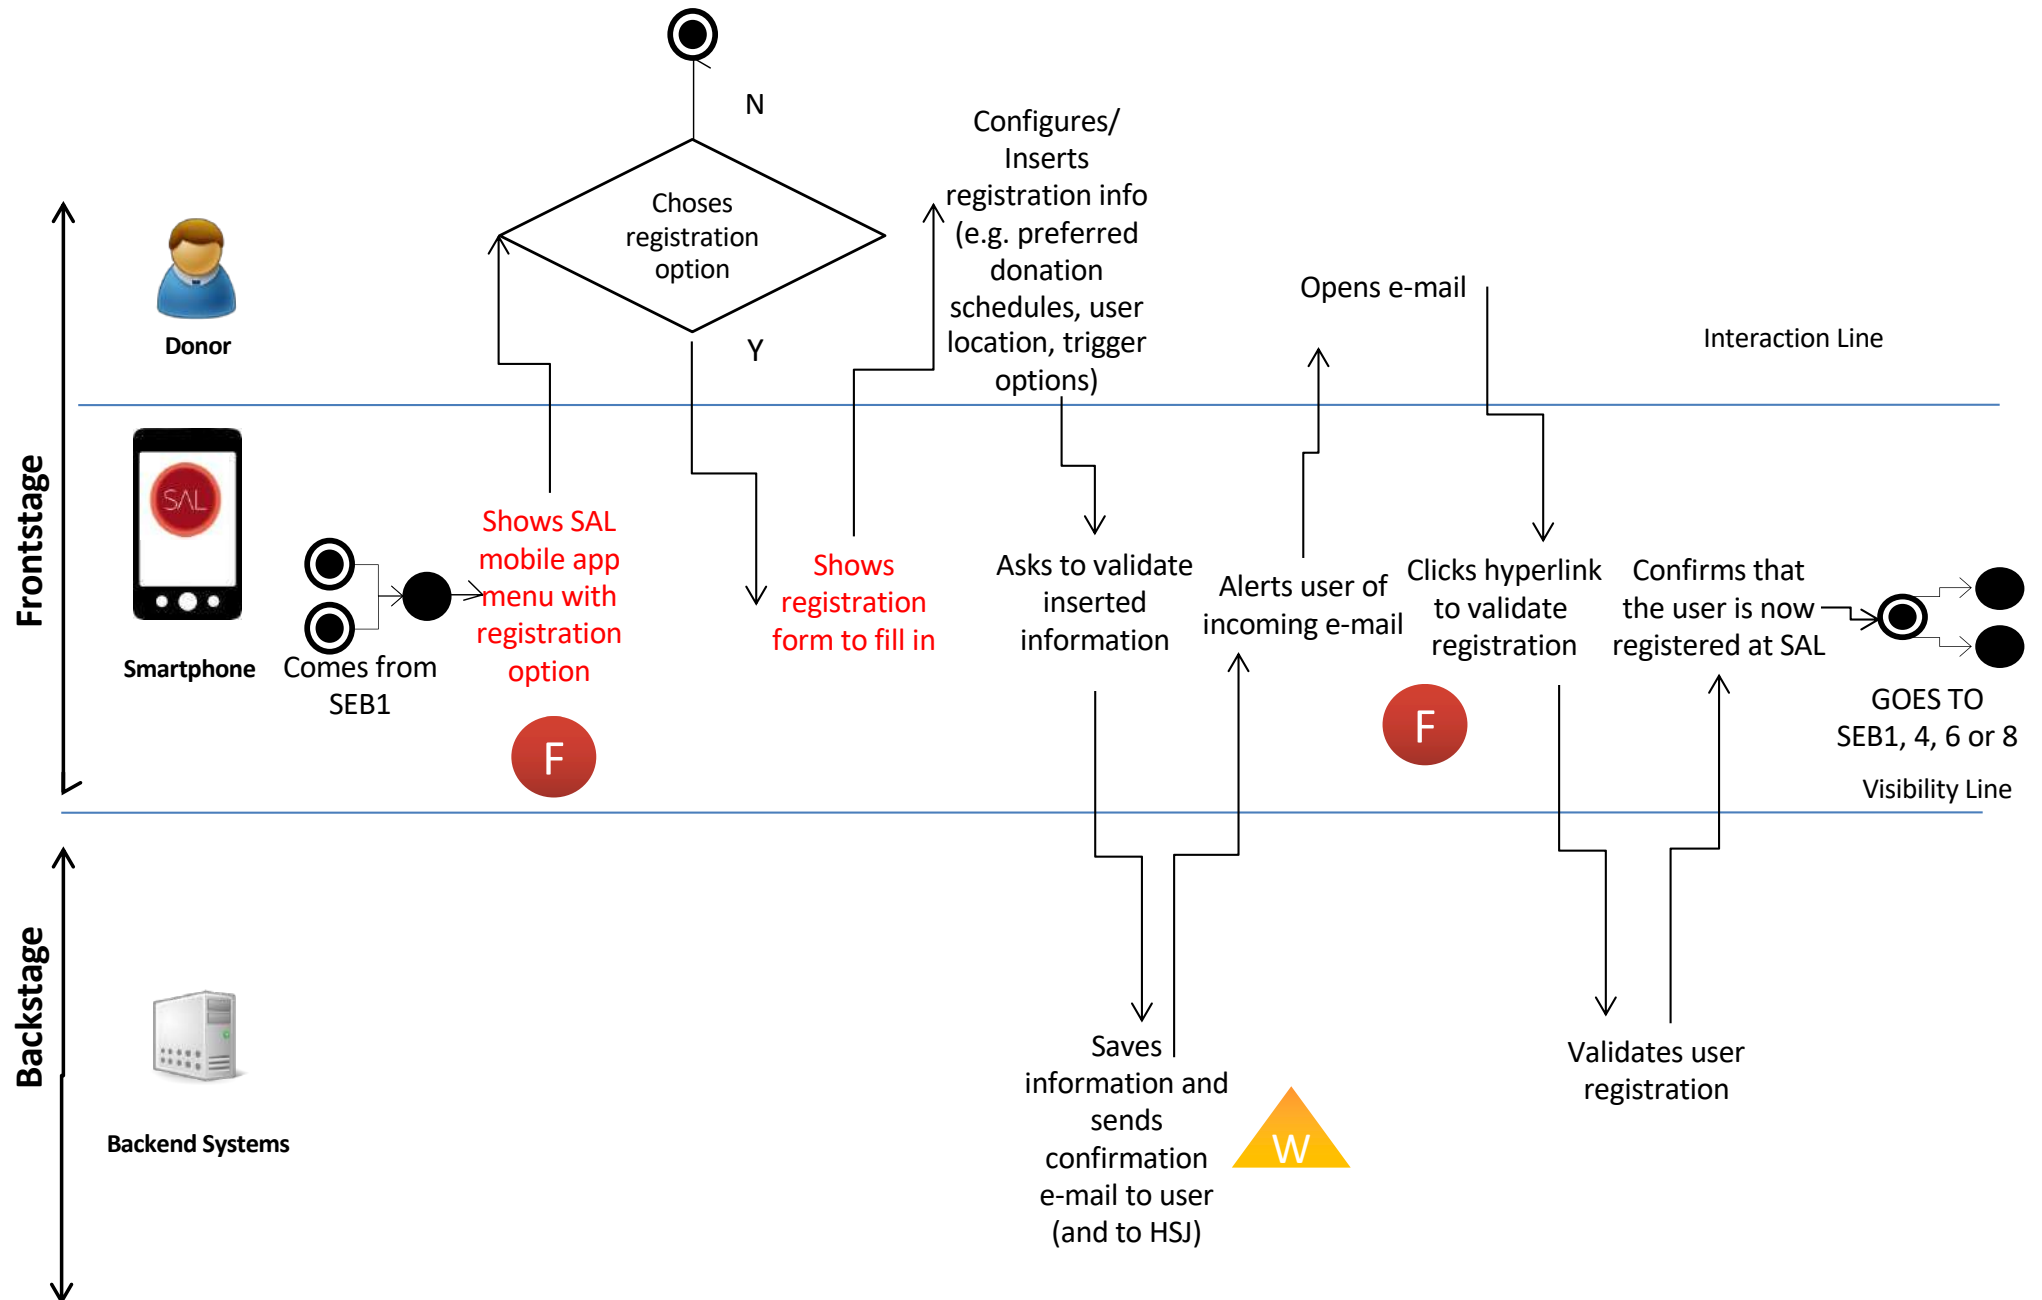 N
Choses
registration
option
Y
Configures/
Inserts
registration info
(e.g. preferred
donation
schedules, user
location, trigger
options)
Opens e-mail
Interaction Line
Donor
Frontstage
SAL
Smartphone
Comes from
SEB1
Shows SAL
mobile app
menu with
registration
option
F
Shows
registration
form to fill in
Asks to validate
inserted
information
Alerts user of
incoming e-mail
Clicks hyperlink
to validate
registration
F
Confirms that
the user is now
registered at SAL
GOES TO
SEB1, 4, 6 or 8
Visibility Line
Backstage
Backend Systems
Saves
information and
sends
confirmation
e-mail to user
(and to HSJ)
W
Validates user
registration